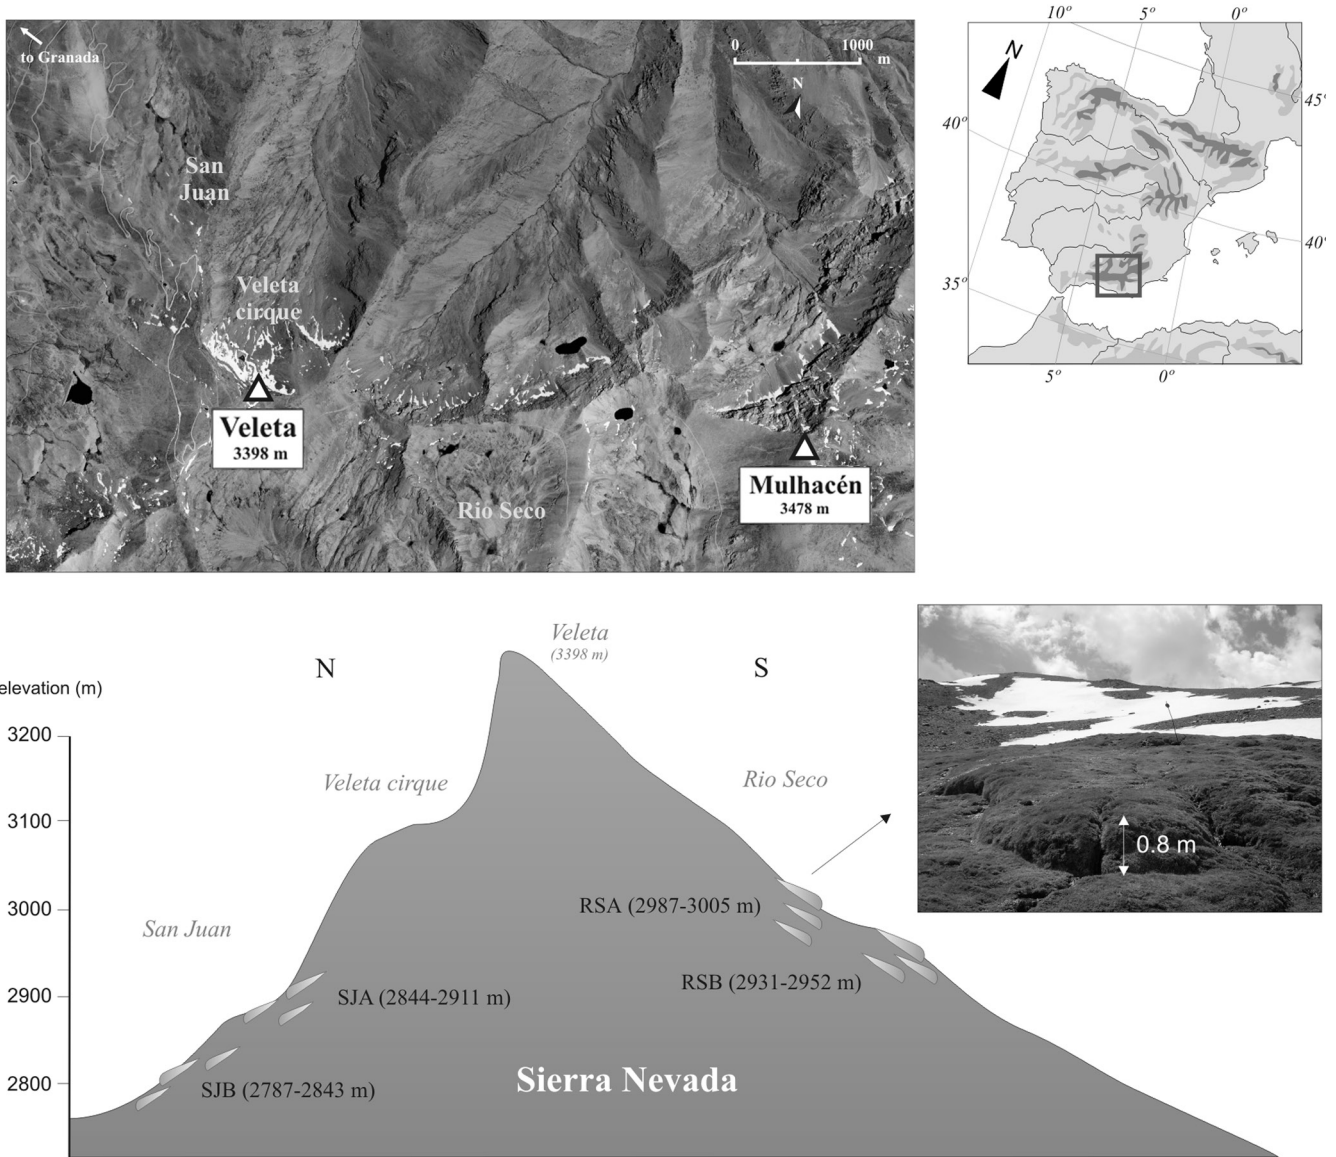 to Granada
0 1000
m
N
San
Juan
Veleta
cirque
Veleta
3398 m
Rio Seco
Mulhacén
3478 m
10º 5º 0º
N
45º
40º
40º
35º
5º 0º
Veleta
(3398 m)
N S
elevation (m)
3200
3100
3000
2900
2800
Veleta cirque
Rio Seco
San Juan
RSA (2987-3005 m)
RSB (2931-2952 m)
SJA (2844-2911 m)
SJB (2787-2843 m)
Sierra Nevada
0.8 m